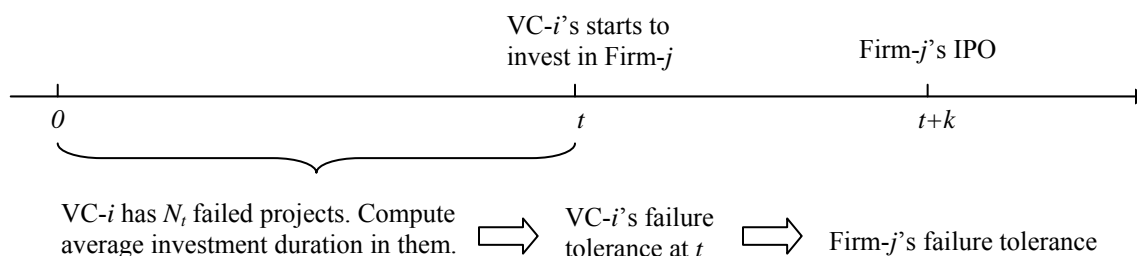 VC-i's starts to
invest in Firm-j
Firm-j's IPO
0
t
t+k
VC-i has Nt failed projects. Compute
average investment duration in them.
VC-i's failure
tolerance at t
Firm-j's failure tolerance